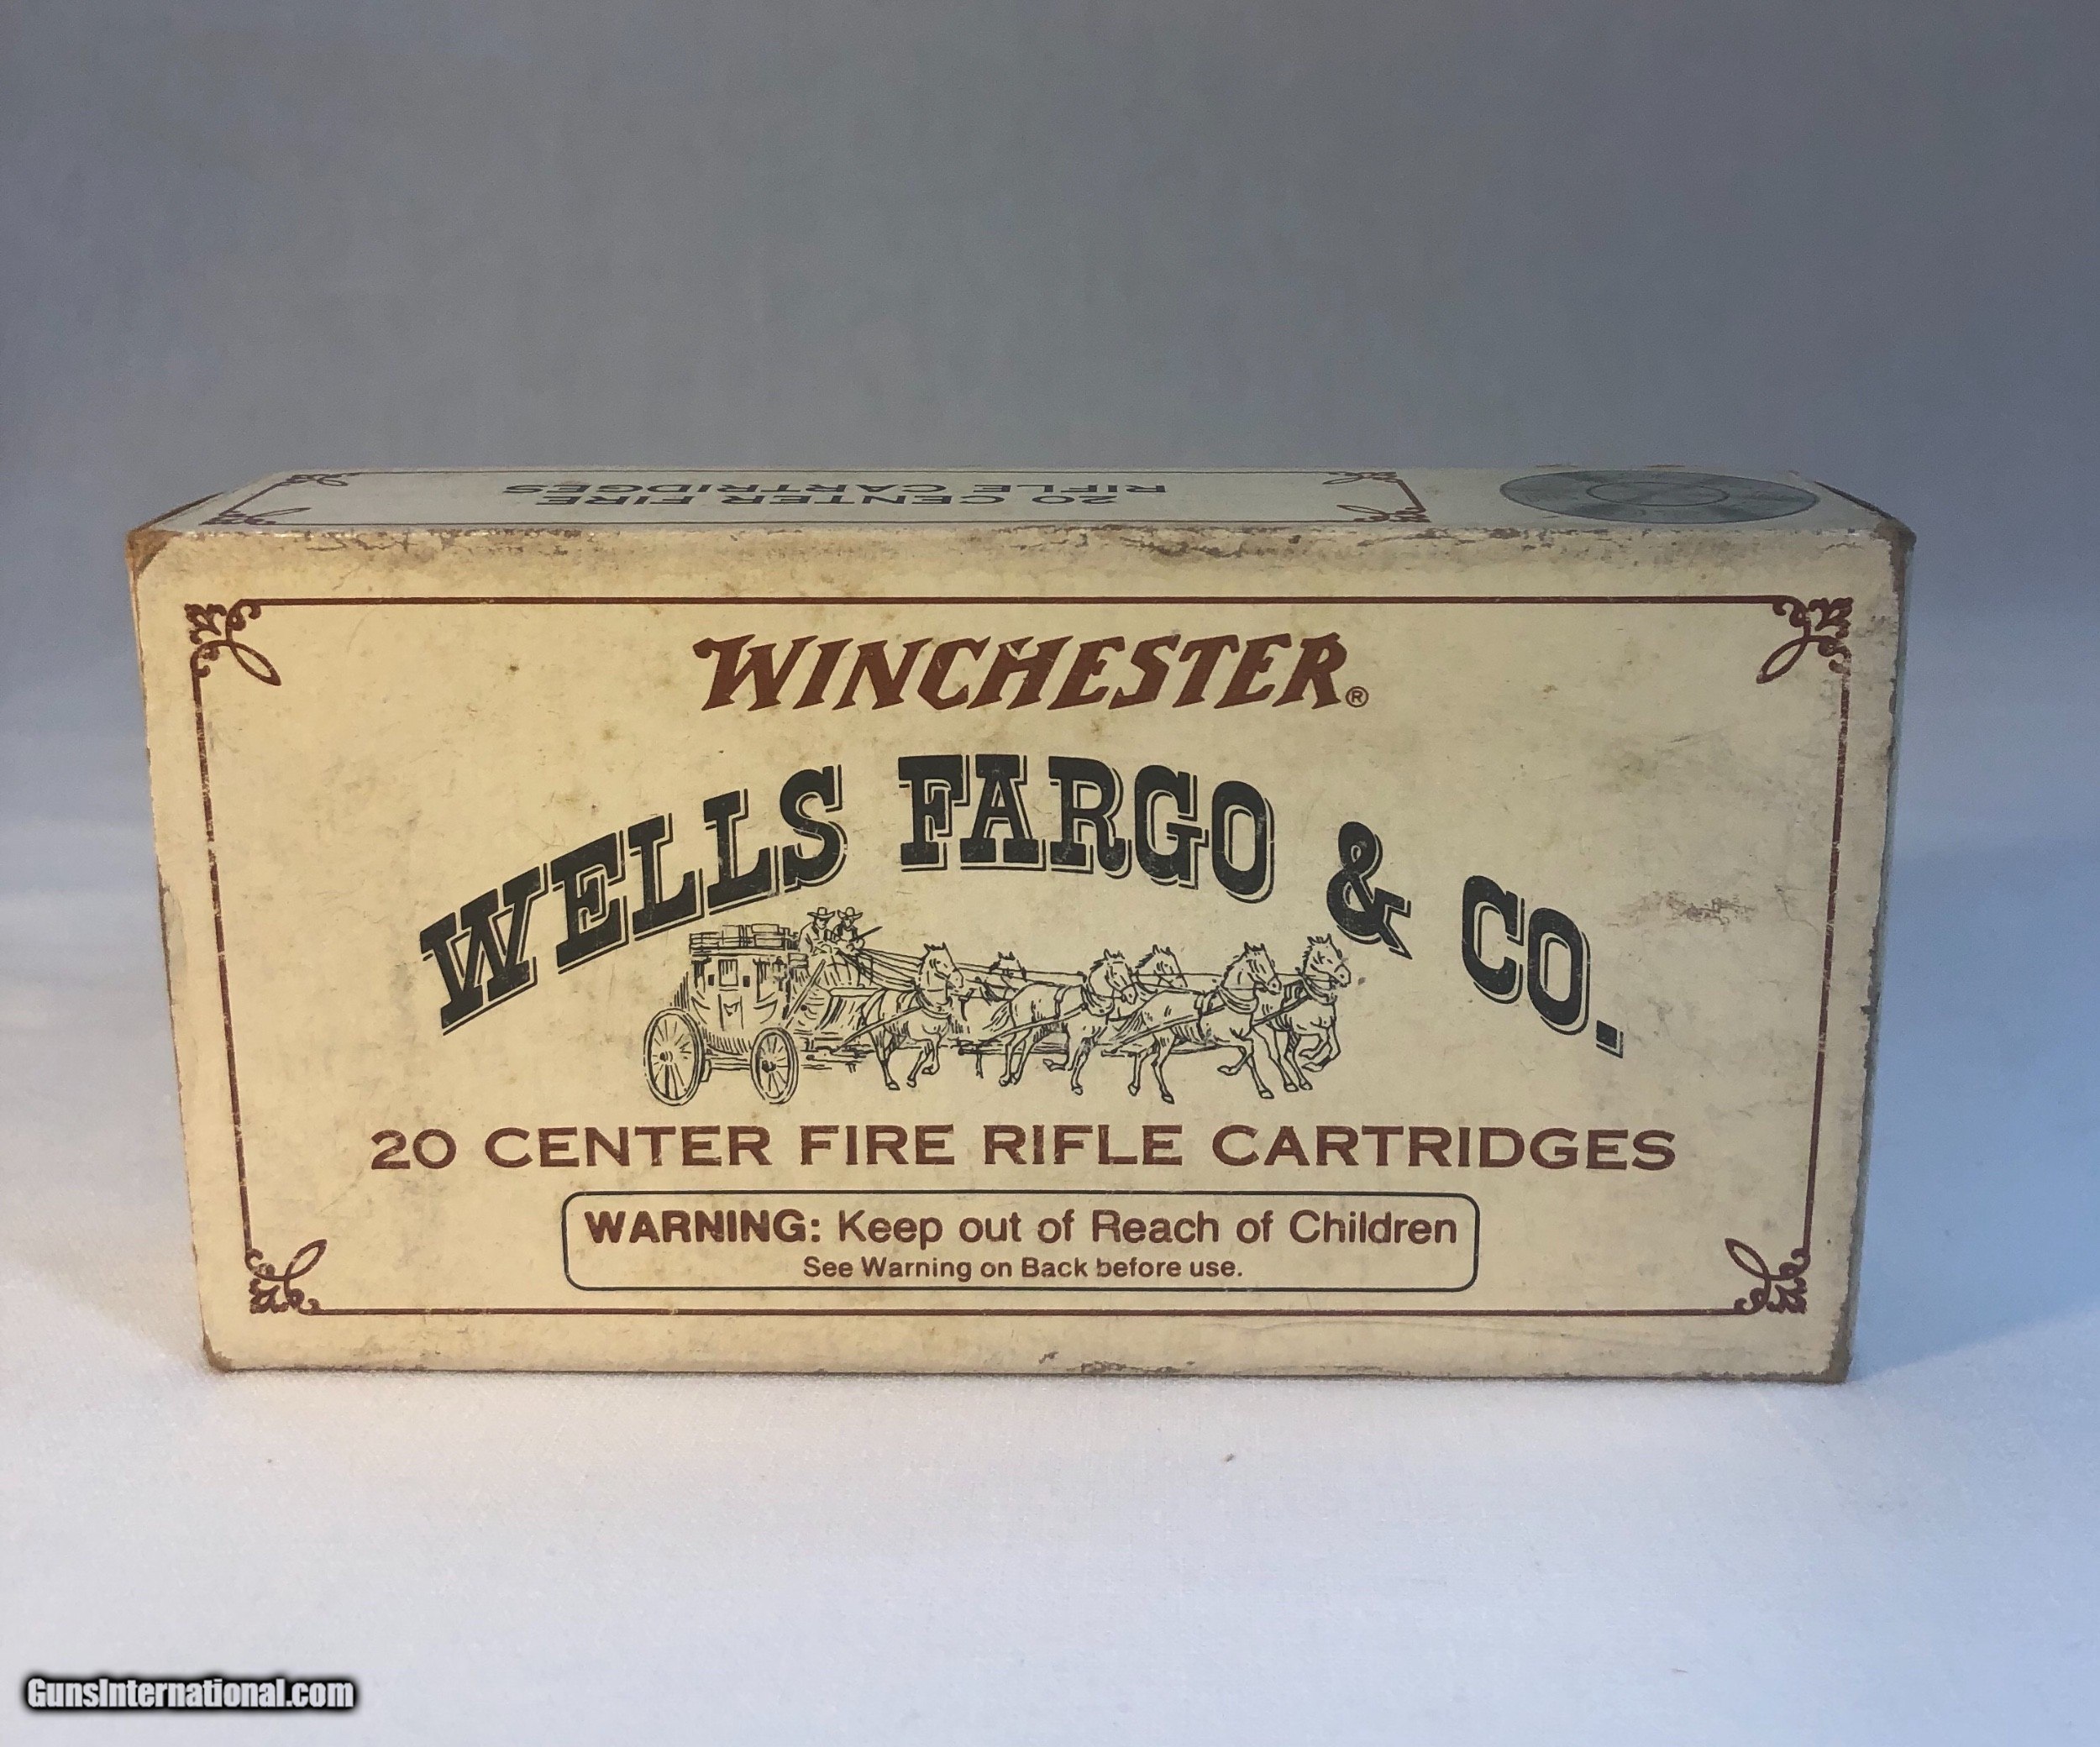 20 CENTER FIRE
RIFLE CARTRIDGES
WINCHESTER®
WELLS FARGO & CO.
20 CENTER FIRE RIFLE CARTRIDGES
WARNING: Keep out of Reach of Children
See Warning on Back before use.
GunsInternational.com